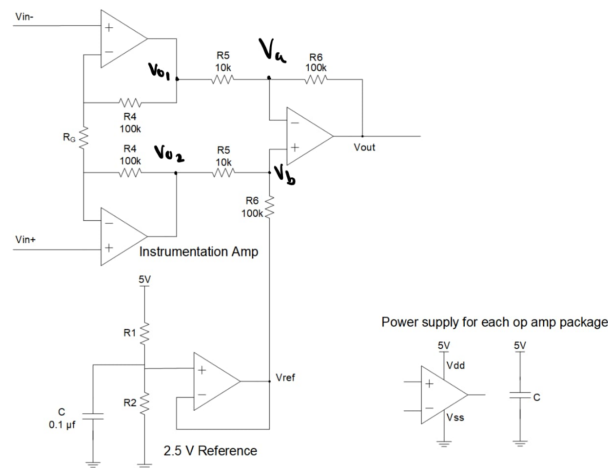 Vin-
Vo1
R5
10k
Va
R6
100k
R4
100k
RG
R4
100k
Vo2
R5
10k
Vb
Vout
R6
100k
Vin+
Instrumentation Amp
5V
R1
R2
C
0.1 µf
Vref
2.5 V Reference
Power supply for each op amp package
5V
Vdd
Vss
5V
C